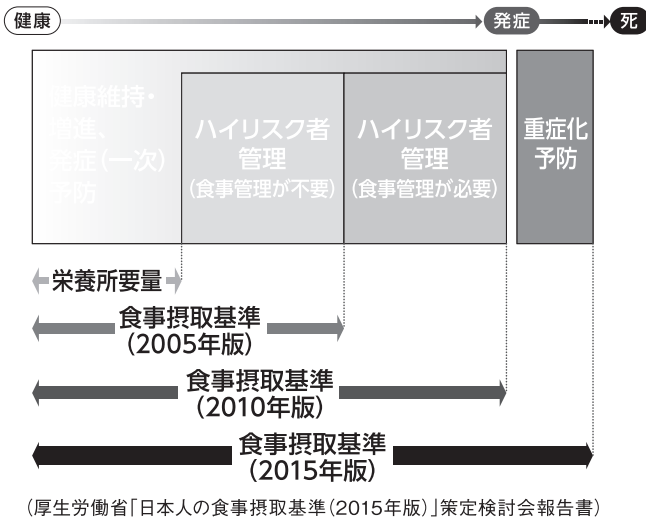 健康
発症
死
健康維持・
増進、
発症(一次)
予防
ハイリスク者
管理
(食事管理が不要)
ハイリスク者
管理
(食事管理が必要)
重症化
予防
栄養所要量
食事摂取基準
(2005年版)
食事摂取基準
(2010年版)
食事摂取基準
(2015年版)
(厚生労働省「日本人の食事摂取基準(2015年版)」策定検討会報告書)